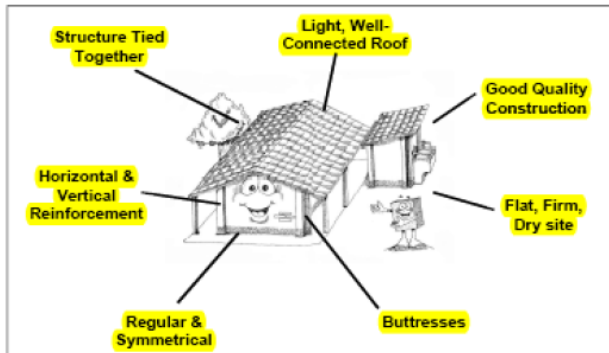 Structure Tied
Together
Light, Well-
Connected Roof
Good Quality
Construction
Horizontal &
Vertical
Reinforcement
Flat, Firm,
Dry site
Regular &
Symmetrical
Buttresses